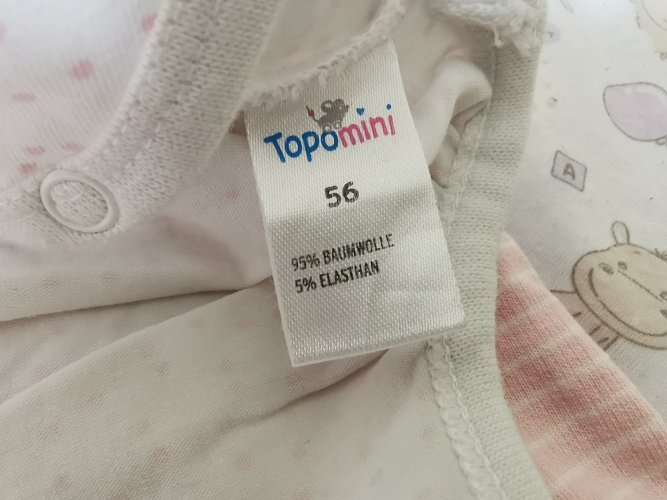 Topomini
56
95% BAUMWOLLE
5% ELASTHAN
A